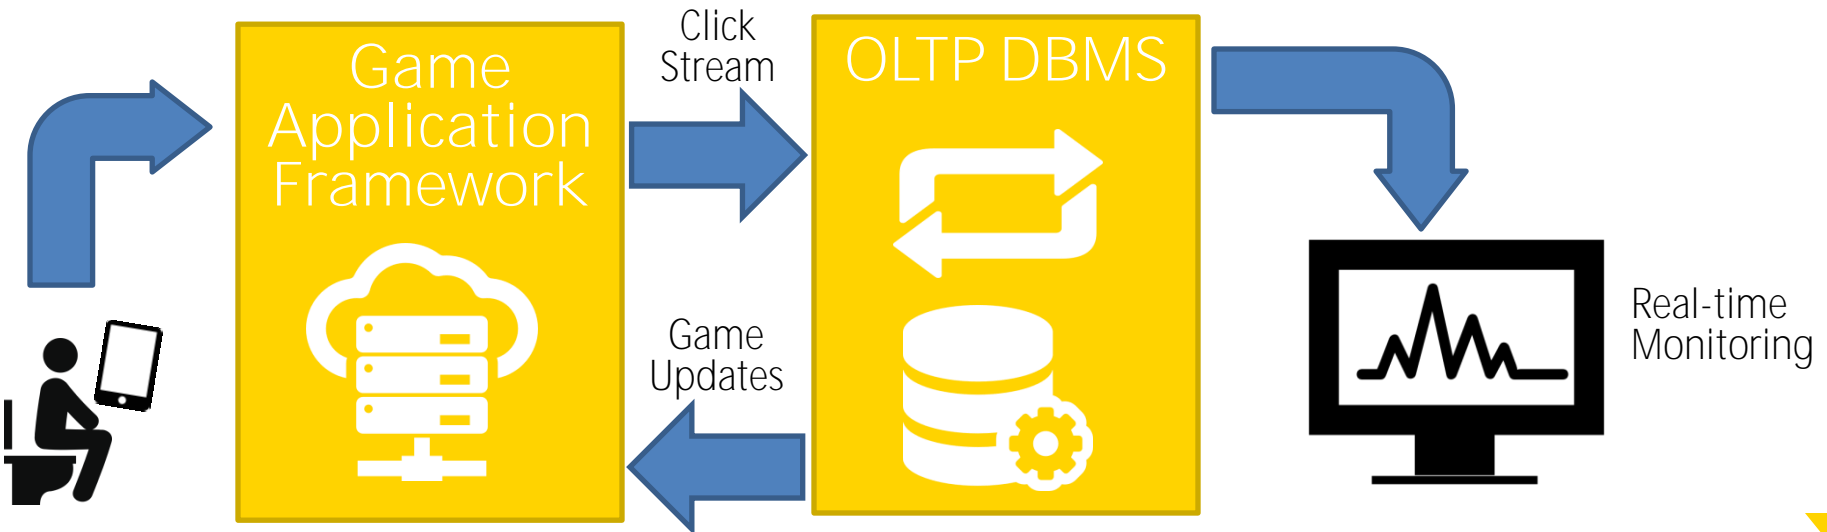 Game
Application
Framework
Click
Stream
OLTP DBMS
Game
Updates
Real-time
Monitoring